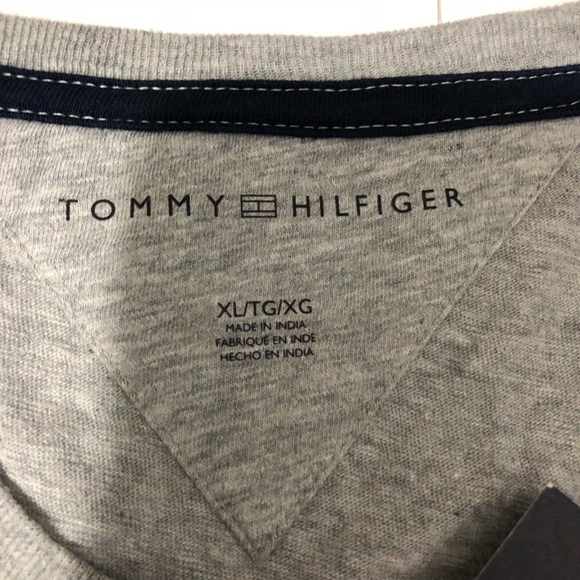 TOMMY HILFIGER
XL/TG/XG
MADE IN INDIA
FABRIQUÉ EN INDE
HECHO EN INDIA